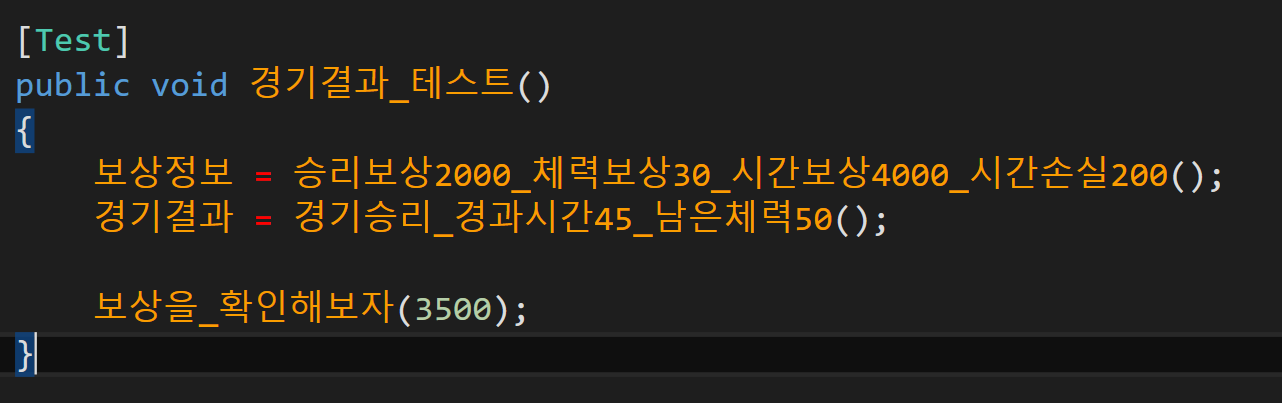 [Test]
public void 경기결과_테스트()
{
보상정보 = 승리보상2000_체력보상30_시간보상4000_시간손실200();
경기결과 = 경기승리_경과시간45_남은체력50();
보상을_확인해보자(3500);
}